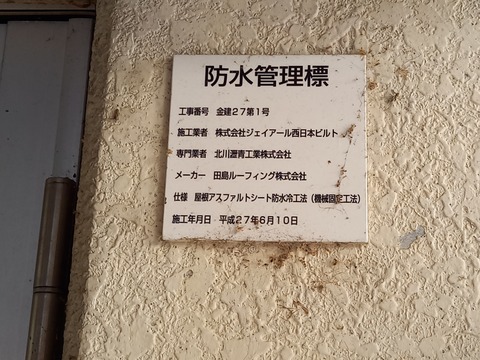 防水管理標
工事番号 金建27第1号
施工業者 株式会社ジェイアール西日本ビルト
専門業者 北川瀝青工業株式会社
メーカー 田島ルーフィング株式会社
仕様 屋根アスファルトシート防水冷工法（機械固定工法）
施工年月日 平成27年6月10日